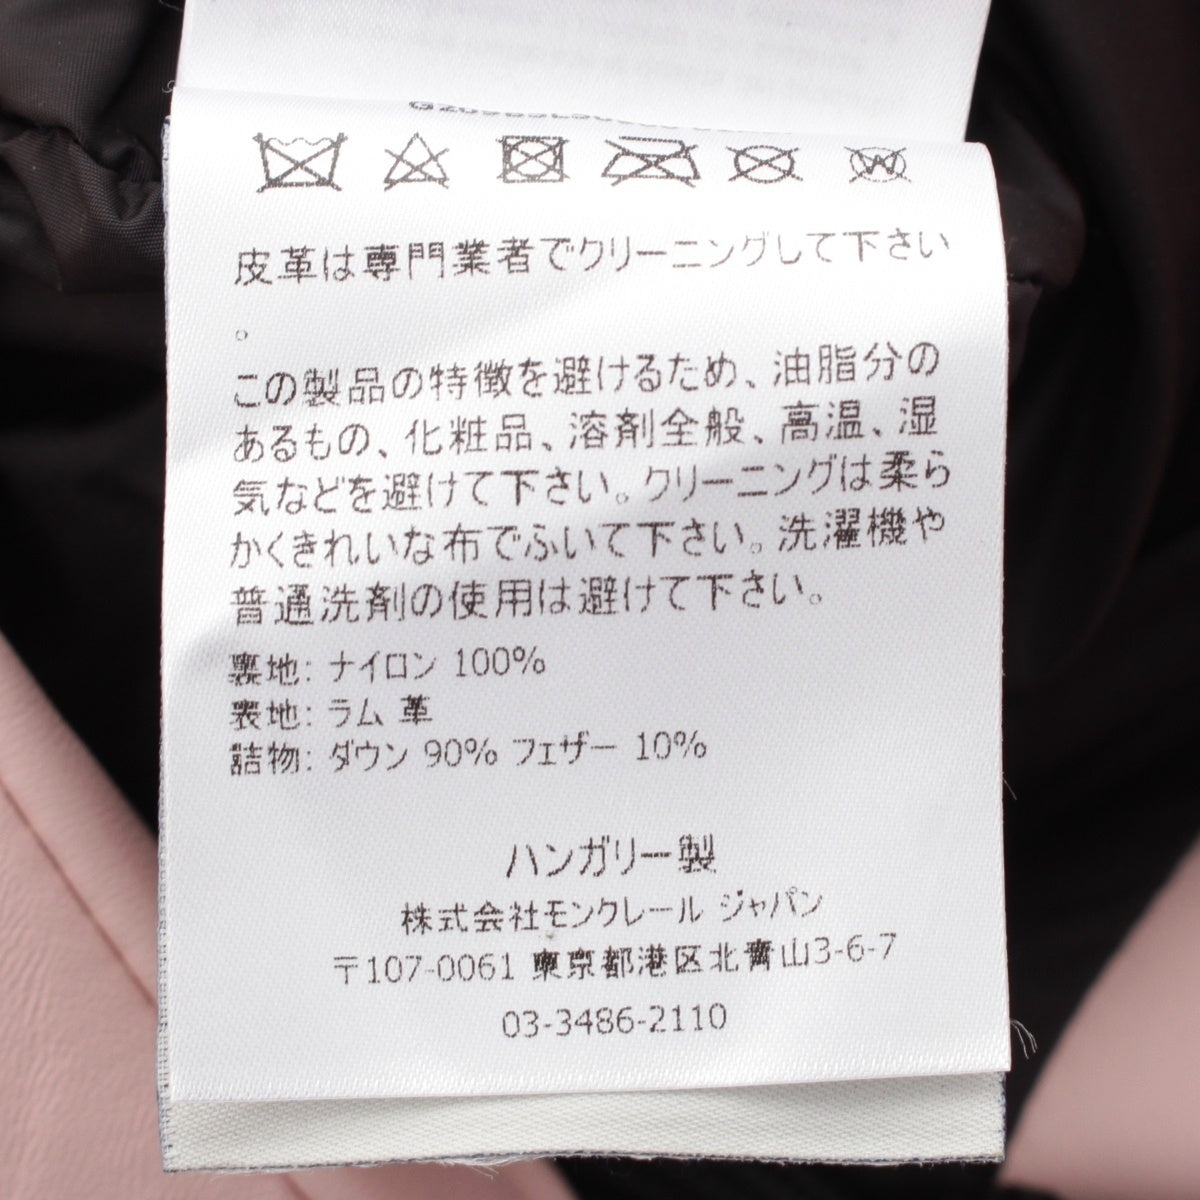 皮革は専門業者でクリーニングして下さい
。
この製品の特徴を避けるため、油脂分の
あるもの、化粧品、溶剤全般、高温、湿
気などを避けて下さい。クリーニングは柔ら
かくきれいな布でふいて下さい。洗濯機や
普通洗剤の使用は避けて下さい。
裏地: ナイロン 100%
表地: ラム 革
詰物: ダウン 90% フェザー 10%
ハンガリー製
株式会社モンクレール ジャパン
〒107-0061 東京都港区北青山3-6-7
03-3486-2110